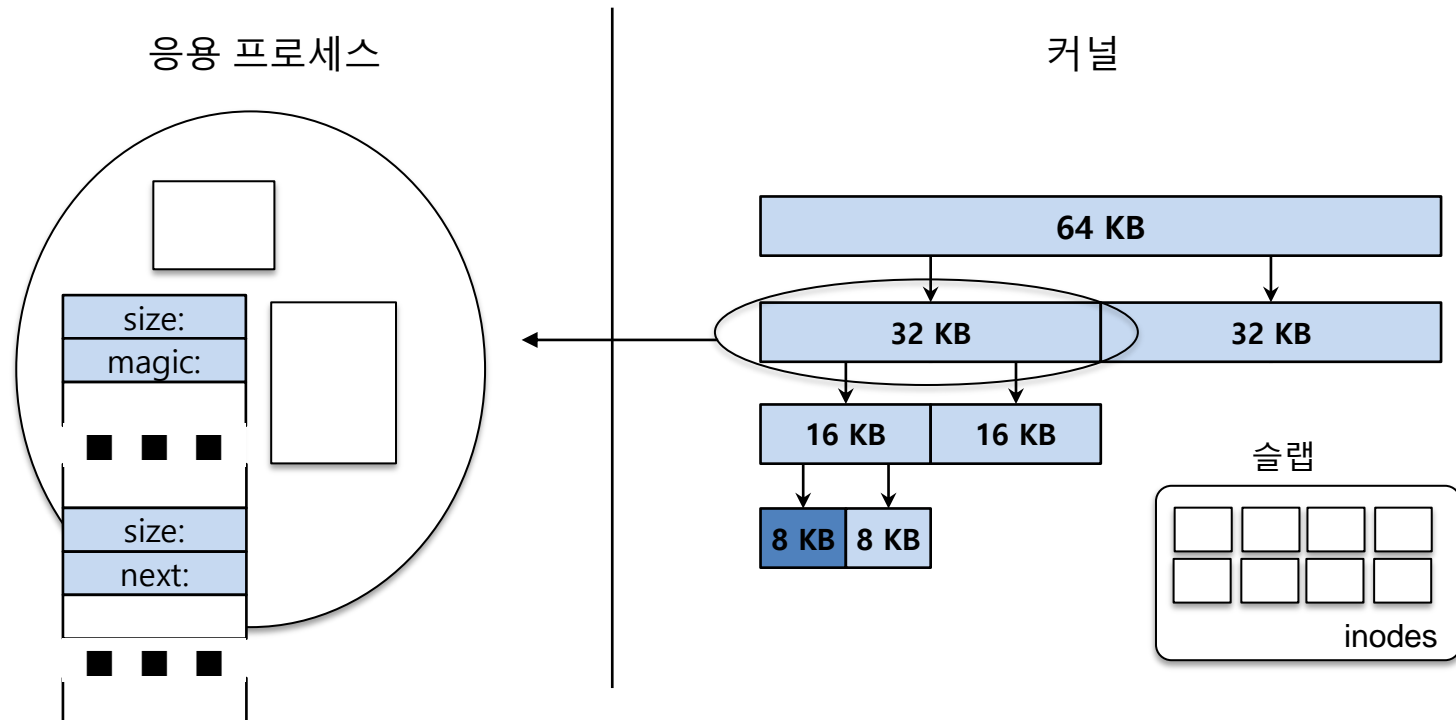 응용 프로세스
size:
magic:
size:
next:
커널
64 KB
32 KB
32 KB
16 KB
16 KB
8 KB
8 KB
슬랩
inodes